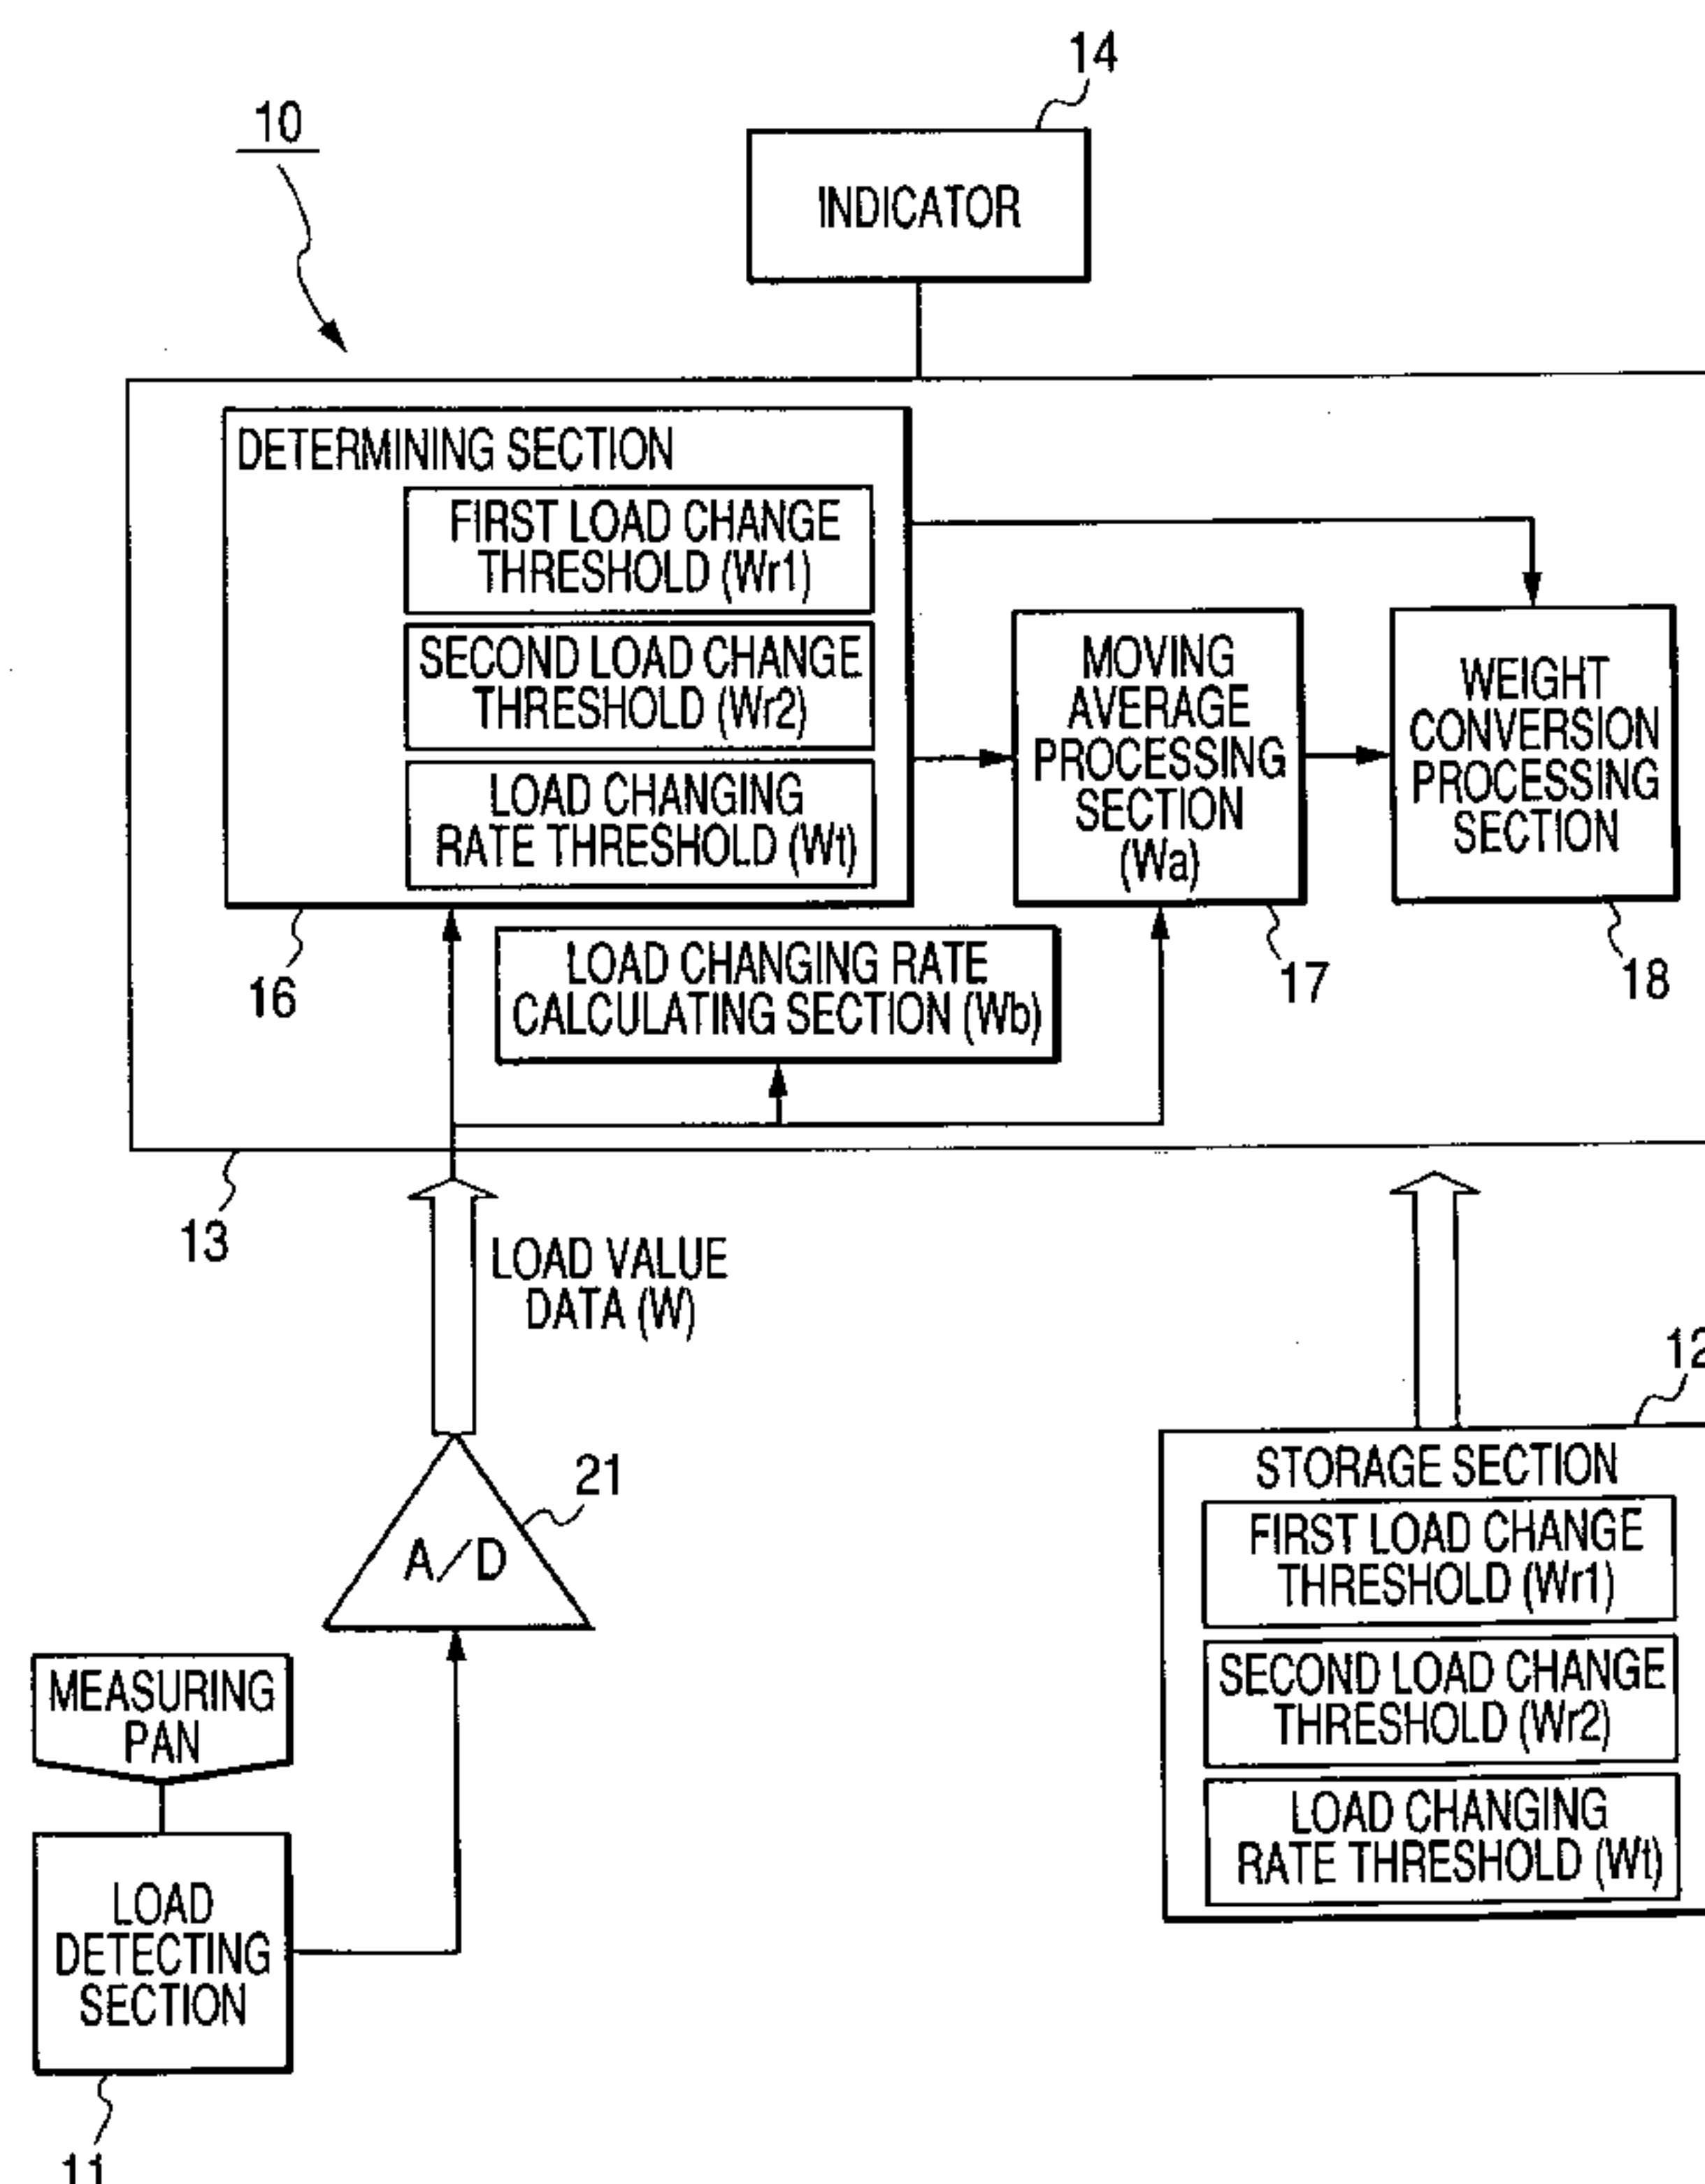 14
10
INDICATOR
DETERMINING SECTION
FIRST LOAD CHANGE
THRESHOLD (Wr1)
SECOND LOAD CHANGE
THRESHOLD (Wr2)
LOAD CHANGING
RATE THRESHOLD (Wt)
MOVING
AVERAGE
PROCESSING
SECTION
(Wa)
WEIGHT
CONVERSION
PROCESSING
SECTION
16
LOAD CHANGING RATE
CALCULATING SECTION (Wb)
17
18
13
LOAD VALUE
DATA (W)
12
21
A/D
STORAGE SECTION
FIRST LOAD CHANGE
THRESHOLD (Wr1)
SECOND LOAD CHANGE
THRESHOLD (Wr2)
LOAD CHANGING
RATE THRESHOLD (Wt)
MEASURING
PAN
LOAD
DETECTING
SECTION
11